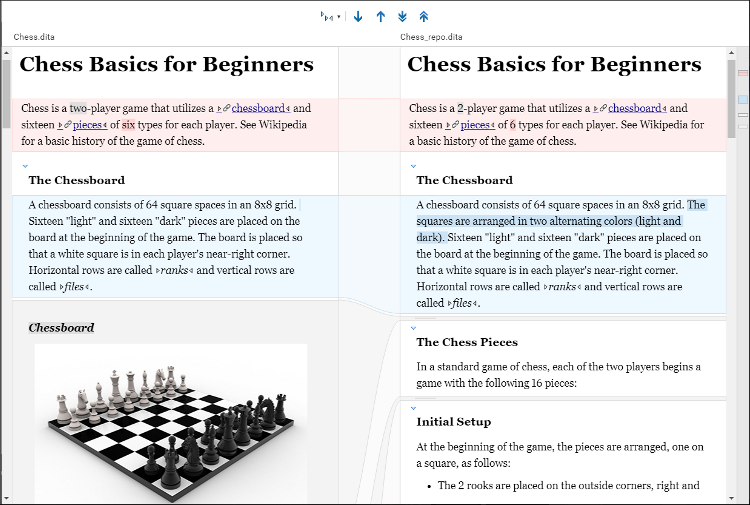 Chess.dita
Chess_repo.dita
Chess Basics for Beginners
Chess is a two-player game that utilizes a chessboard and
sixteen pieces of six types for each player. See Wikipedia
for a basic history of the game of chess.
The Chessboard
A chessboard consists of 64 square spaces in an 8x8 grid.
Sixteen "light" and sixteen "dark" pieces are placed on the
board at the beginning of the game. The board is placed so
that a white square is in each player's near-right corner.
Horizontal rows are called ranks and vertical rows are
called files.
Chessboard
Chess Basics for Beginners
Chess is a 2-player game that utilizes a chessboard and
sixteen pieces of 6 types for each player. See Wikipedia for
a basic history of the game of chess.
The Chessboard
A chessboard consists of 64 square spaces in an 8x8 grid. The
squares are arranged in two alternating colors (light and
dark). Sixteen "light" and sixteen "dark" pieces are placed on
the board at the beginning of the game. The board is placed so
that a white square is in each player's near-right corner.
Horizontal rows are called ranks and vertical rows are
called files.
The Chess Pieces
In a standard game of chess, each of the two players begins a
game with the following 16 pieces:
Initial Setup
At the beginning of the game, the pieces are arranged, one on
a square, as follows:
• The 2 rooks are placed on the outside corners, right and